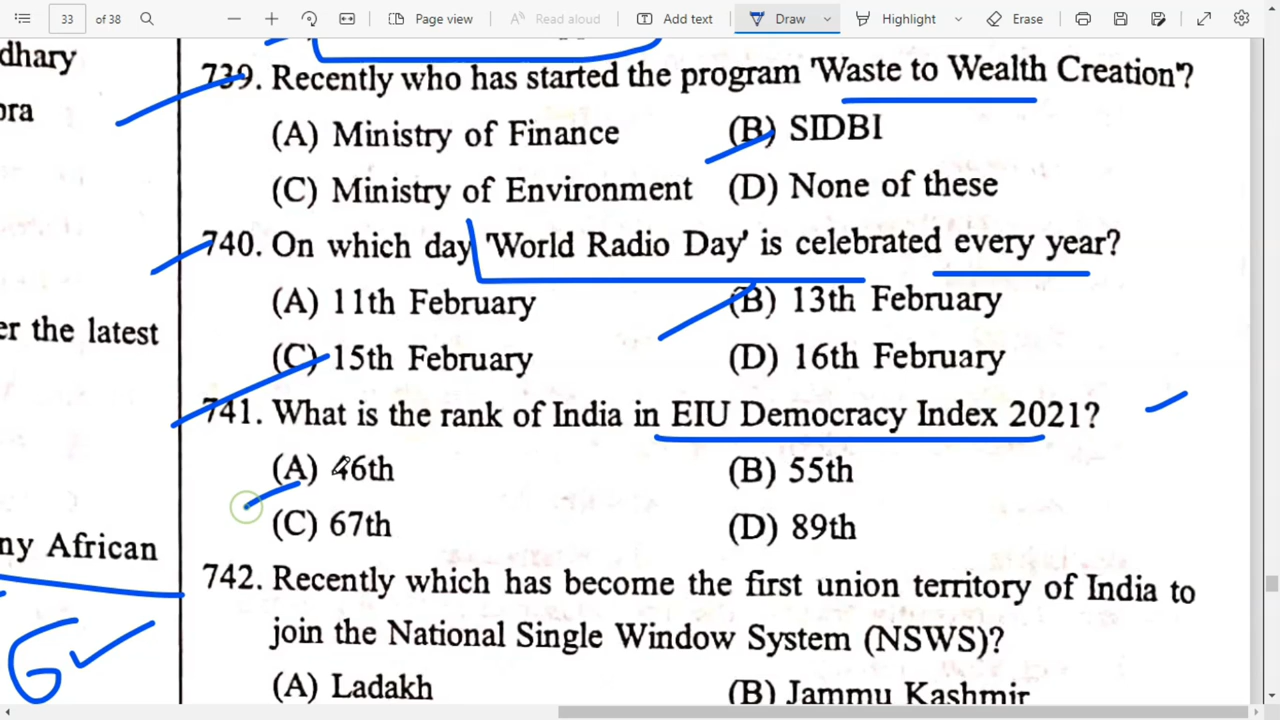 33 of 38 Page view Read aloud Add text Draw Highlight Erase
dhary
ora
er the latest
ny African
G
739. Recently who has started the program 'Waste to Wealth Creation'?
(A) Ministry of Finance (B) SIDBI
(C) Ministry of Environment (D) None of these
740. On which day 'World Radio Day' is celebrated every year?
(A) 11th February (B) 13th February
(C) 15th February (D) 16th February
741. What is the rank of India in EIU Democracy Index 2021?
(A) 46th (B) 55th
(C) 67th (D) 89th
742. Recently which has become the first union territory of India to
join the National Single Window System (NSWS)?
(A) Ladakh (B) Jammu Kashmir